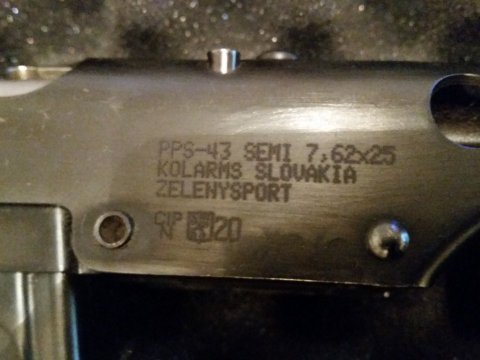 PPS-43 SEMI 7,62x25
KOLARMS SLOVAKIA
ZELENYSPORT
CIP
N 20